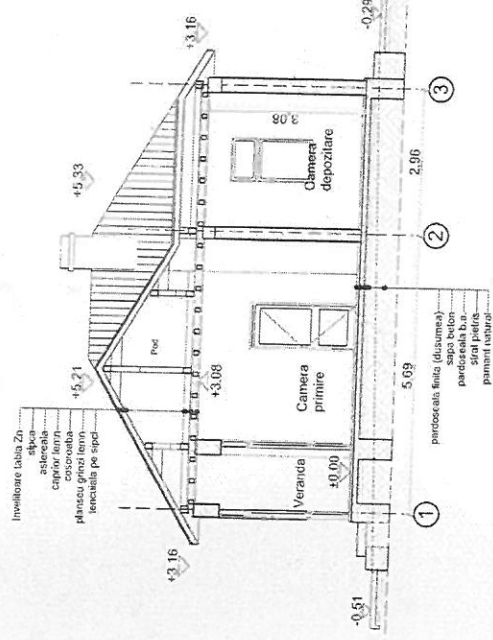 Invelitoare tabla Zn
sipca
astereala
caprior lemn
cosoroaba
planseu grinzi lemn
tencuiala pe sipci
+5,21
+5,33
+3,16
+3,16
Pod
+3,08
3,08
Veranda
Camera
primire
Camera
depozitare
±0,00
-0,51
-0,29
5,69
2,96
1
2
3
pardoseala finita (dusumea)
sapa beton
pardoseala b.a.
strat pietris
pamant natural